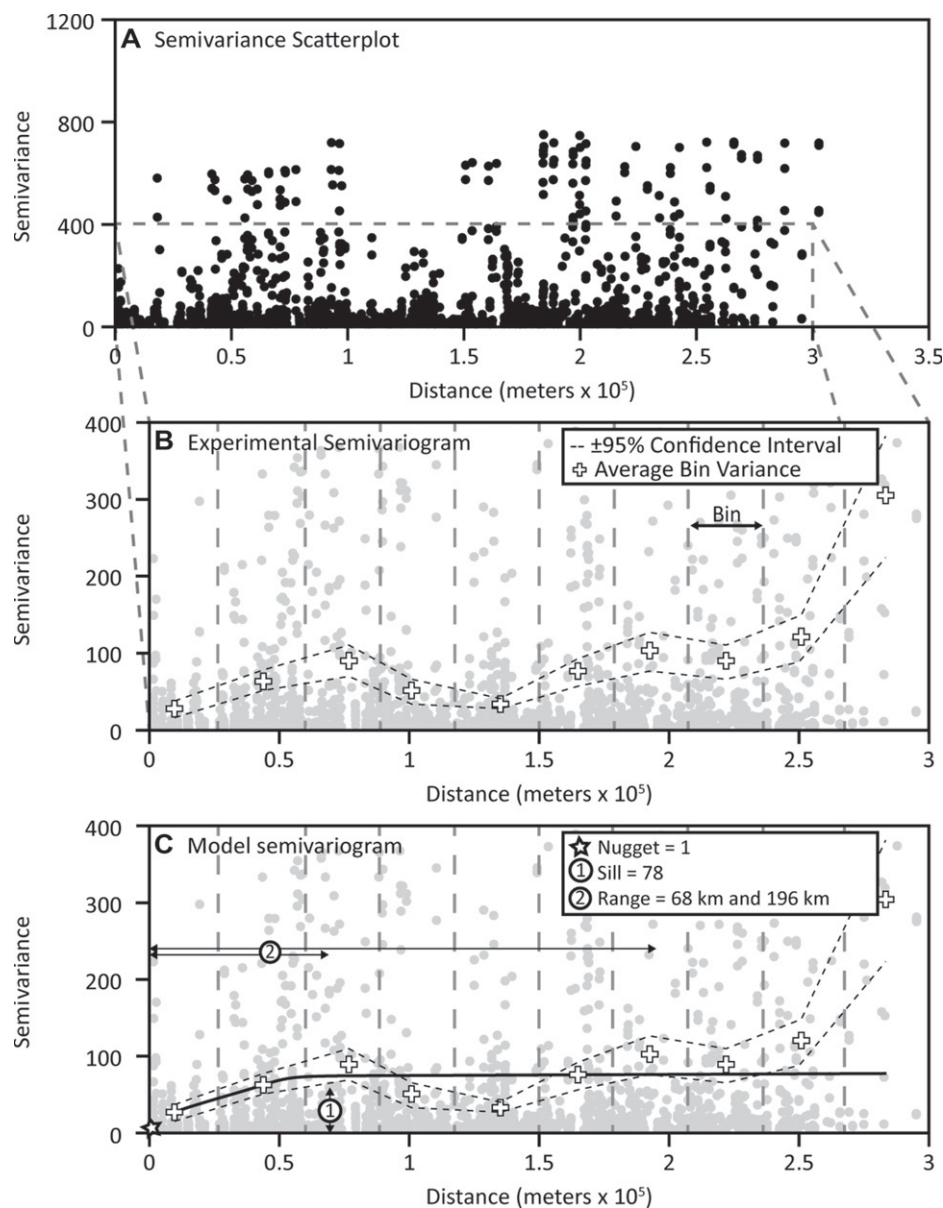 1200
A Semivariance Scatterplot
800
400
0
Semivariance
0 0.5 1 1.5 2 2.5 3 3.5
Distance (meters x 10⁵)
400
B Experimental Semivariogram
-- ±95% Confidence Interval
Average Bin Variance
300
Bin
200
100
0
Semivariance
0 0.5 1 1.5 2 2.5 3
Distance (meters x 10⁵)
400
C Model semivariogram
Nugget = 1
1 Sill = 78
2 Range = 68 km and 196 km
300
2
200
100
1
0
Semivariance
0 0.5 1 1.5 2 2.5 3
Distance (meters x 10⁵)